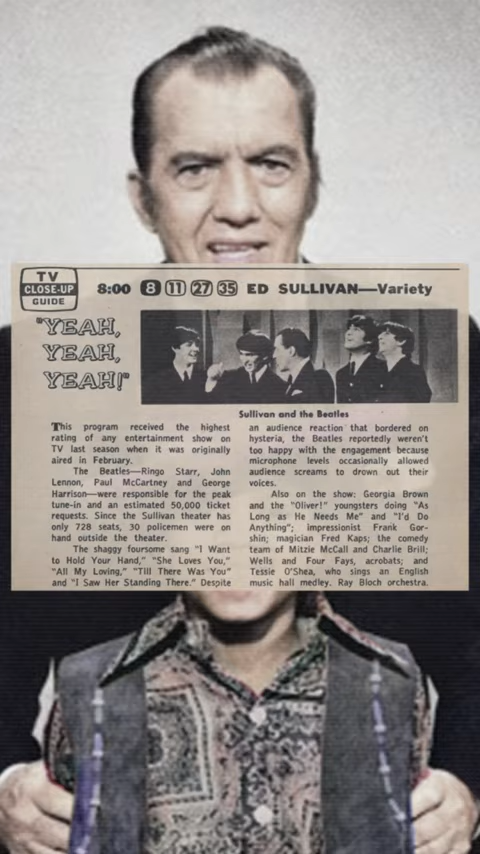 TV
CLOSE-UP
GUIDE
8:00 8 11 27 35 ED SULLIVAN—Variety
"YEAH,
YEAH,
YEAH!"
Sullivan and the Beatles
This program received the highest
rating of any entertainment show on
TV last season when it was originally
aired in February.
The Beatles—Ringo Starr, John
Lennon, Paul McCartney and George
Harrison—were responsible for the peak
tune-in and an estimated 50,000 ticket
requests. Since the Sullivan theater has
only 728 seats, 30 policemen were on
hand outside the theater.
The shaggy foursome sang "I Want
to Hold Your Hand," "She Loves You,"
"All My Loving," "Till There Was You"
and "I Saw Her Standing There." Despite
an audience reaction that bordered on
hysteria, the Beatles reportedly weren't
too happy with the engagement because
microphone levels occasionally allowed
audience screams to drown out their
voices.
Also on the show: Georgia Brown
and the "Oliver!" youngsters doing "As
Long as He Needs Me" and "I'd Do
Anything"; impressionist Frank Gor-
shin; magician Fred Kaps; the comedy
team of Mitzie McCall and Charlie Brill;
Wells and Four Fays, acrobats; and
Tessie O'Shea, who sings an English
music hall medley. Ray Bloch orchestra.